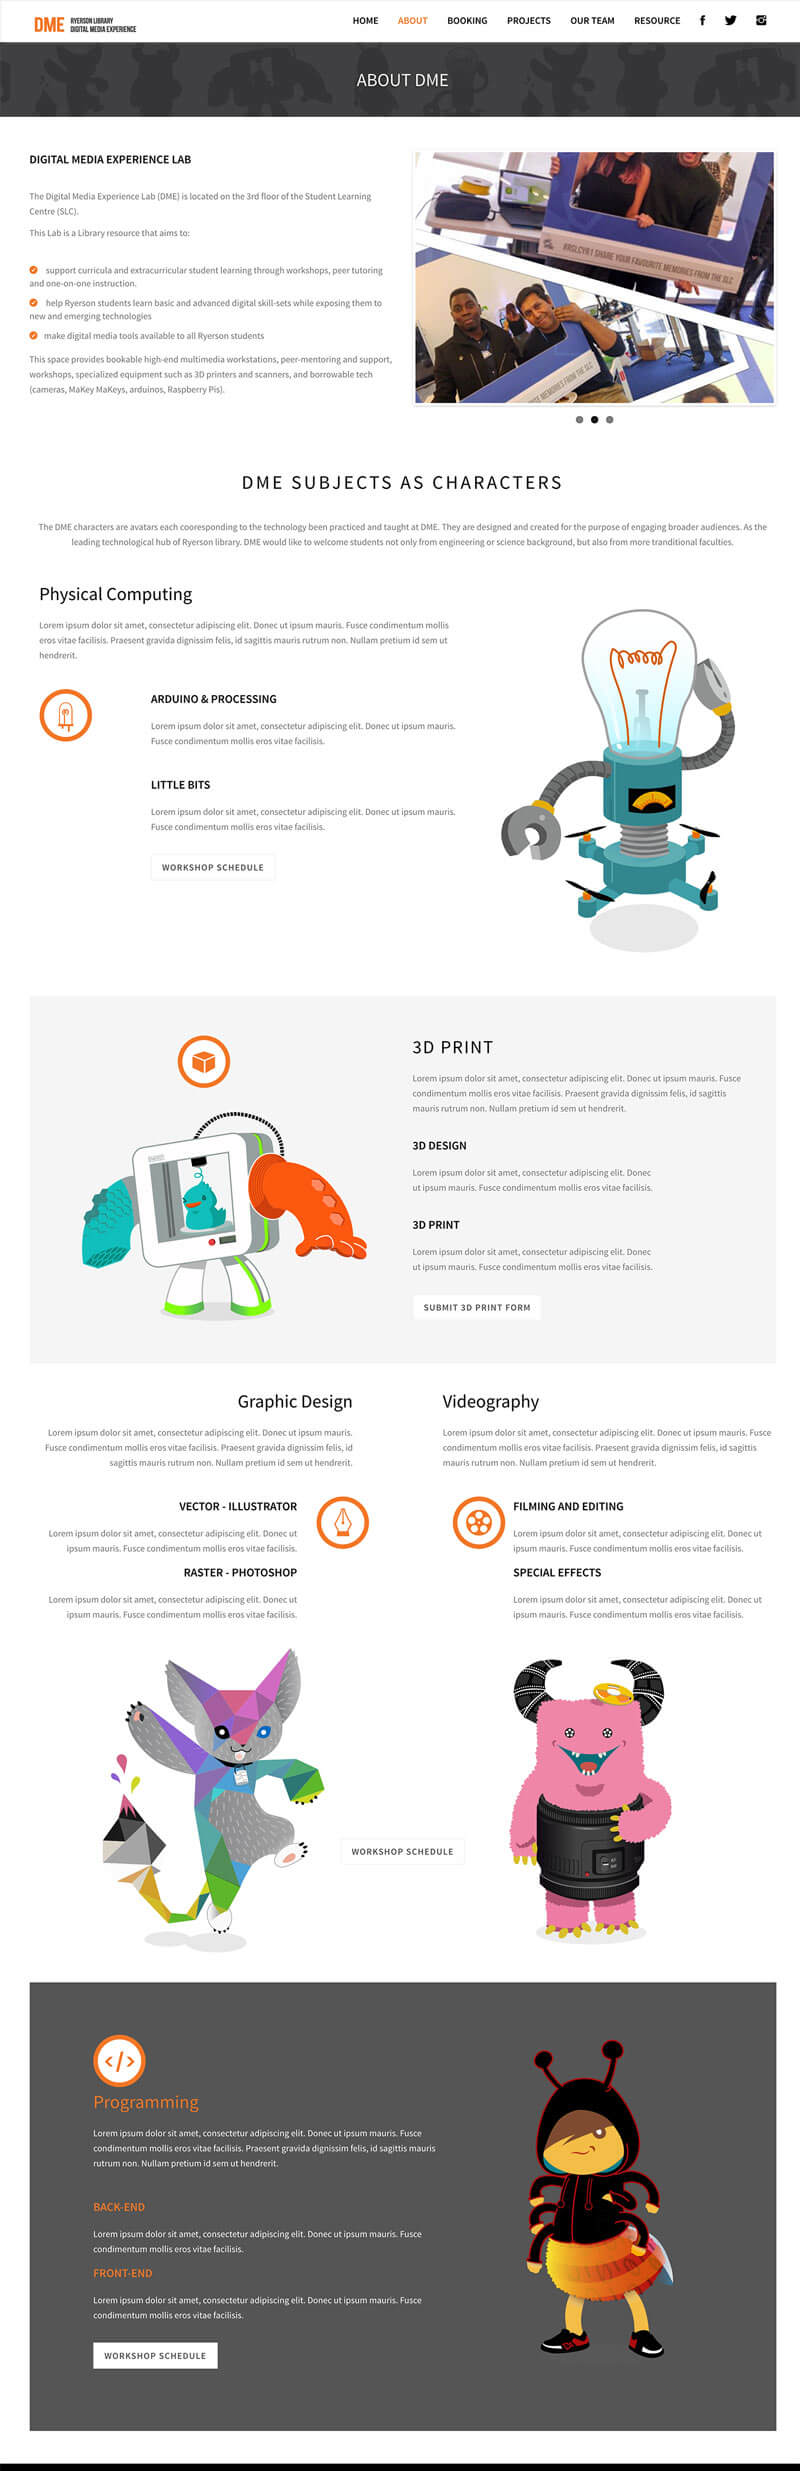 DME RYERSON LIBRARY
DIGITAL MEDIA EXPERIENCE
HOME ABOUT BOOKING PROJECTS OUR TEAM RESOURCE
ABOUT DME
DIGITAL MEDIA EXPERIENCE LAB
The Digital Media Experience Lab (DME) is located on the 3rd floor of the Student Learning
Centre (SLC).
This Lab is a Library resource that aims to:
support curricula and extracurricular student learning through workshops, peer tutoring
and one-on-one instruction.
help Ryerson students learn basic and advanced digital skill-sets while exposing them to
new and emerging technologies
make digital media tools available to all Ryerson students
This space provides bookable high-end multimedia workstations, peer-mentoring and support,
workshops, specialized equipment such as 3D printers and scanners, and borrowable tech
(cameras, MaKey MaKeys, arduinos, Raspberry Pis).
SHARE YOUR FAVOURITE MEMORIES FROM THE SLC
MEMORIES FROM THE SLC
DME SUBJECTS AS CHARACTERS
The DME characters are avatars each cooresponding to the technology been practiced and taught at DME. They are designed and created for the purpose of engaging broader audiences. As the
leading technological hub of Ryerson library. DME would like to welcome students not only from engineering or science background, but also from more tranditional faculties.
Physical Computing
Lorem ipsum dolor sit amet, consectetur adipiscing elit. Donec ut ipsum mauris. Fusce condimentum mollis
eros vitae facilisis. Praesent gravida dignissim felis, id sagittis mauris rutrum non. Nullam pretium id sem ut
hendrerit.
ARDUINO & PROCESSING
Lorem ipsum dolor sit amet, consectetur adipiscing elit. Donec ut ipsum mauris.
Fusce condimentum mollis eros vitae facilisis.
LITTLE BITS
Lorem ipsum dolor sit amet, consectetur adipiscing elit. Donec ut ipsum mauris.
Fusce condimentum mollis eros vitae facilisis.
WORKSHOP SCHEDULE
3D PRINT
Lorem ipsum dolor sit amet, consectetur adipiscing elit. Donec ut ipsum mauris. Fusce
condimentum mollis eros vitae facilisis. Praesent gravida dignissim felis, id sagittis
mauris rutrum non. Nullam pretium id sem ut hendrerit.
3D DESIGN
Lorem ipsum dolor sit amet, consectetur adipiscing elit. Donec
ut ipsum mauris. Fusce condimentum mollis eros vitae facilisis.
3D PRINT
Lorem ipsum dolor sit amet, consectetur adipiscing elit. Donec
ut ipsum mauris. Fusce condimentum mollis eros vitae facilisis.
SUBMIT 3D PRINT FORM
Graphic Design
Lorem ipsum dolor sit amet, consectetur adipiscing elit. Donec ut ipsum mauris.
Fusce condimentum mollis eros vitae facilisis. Praesent gravida dignissim felis, id
sagittis mauris rutrum non. Nullam pretium id sem ut hendrerit.
VECTOR - ILLUSTRATOR
Lorem ipsum dolor sit amet, consectetur adipiscing elit. Donec ut
ipsum mauris. Fusce condimentum mollis eros vitae facilisis.
RASTER - PHOTOSHOP
Lorem ipsum dolor sit amet, consectetur adipiscing elit. Donec ut
ipsum mauris. Fusce condimentum mollis eros vitae facilisis.
Videography
Lorem ipsum dolor sit amet, consectetur adipiscing elit. Donec ut ipsum mauris. Fusce
condimentum mollis eros vitae facilisis. Praesent gravida dignissim felis, id sagittis
mauris rutrum non. Nullam pretium id sem ut hendrerit.
FILMING AND EDITING
Lorem ipsum dolor sit amet, consectetur adipiscing elit. Donec ut
ipsum mauris. Fusce condimentum mollis eros vitae facilisis.
SPECIAL EFFECTS
Lorem ipsum dolor sit amet, consectetur adipiscing elit. Donec ut
ipsum mauris. Fusce condimentum mollis eros vitae facilisis.
WORKSHOP SCHEDULE
</> 
Programming
Lorem ipsum dolor sit amet, consectetur adipiscing elit. Donec ut ipsum mauris. Fusce
condimentum mollis eros vitae facilisis. Praesent gravida dignissim felis, id sagittis mauris
rutrum non. Nullam pretium id sem ut hendrerit.
BACK-END
Lorem ipsum dolor sit amet, consectetur adipiscing elit. Donec ut ipsum mauris. Fusce
condimentum mollis eros vitae facilisis.
FRONT-END
Lorem ipsum dolor sit amet, consectetur adipiscing elit. Donec ut ipsum mauris. Fusce
condimentum mollis eros vitae facilisis.
WORKSHOP SCHEDULE